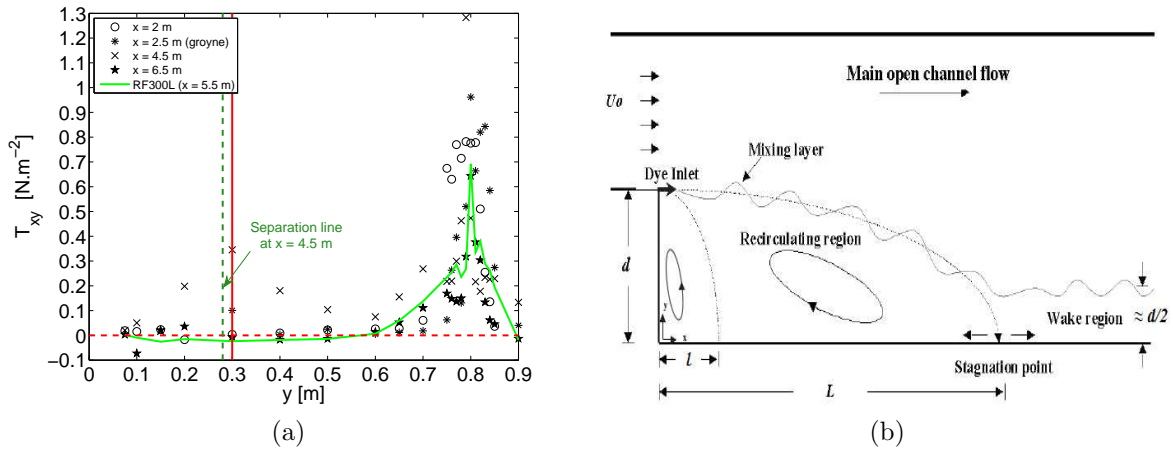 1.3
1.2
1.1
1
0.9
0.8
0.7
0.6
0.5
0.4
0.3
0.2
0.1
0
−0.1
T_xy [N.m^−2]
x = 2 m
x = 2.5 m (groyne)
x = 4.5 m
x = 6.5 m
RF300L (x = 5.5 m)
Separation line
at x = 4.5 m
0 0.1 0.2 0.3 0.4 0.5 0.6 0.7 0.8 0.9
y [m]
(a)
Main open channel flow
Uo
Mixing layer
Dye Inlet
Recirculating region
d
y
x
Wake region ≈ d/2
l
Stagnation point
L
(b)